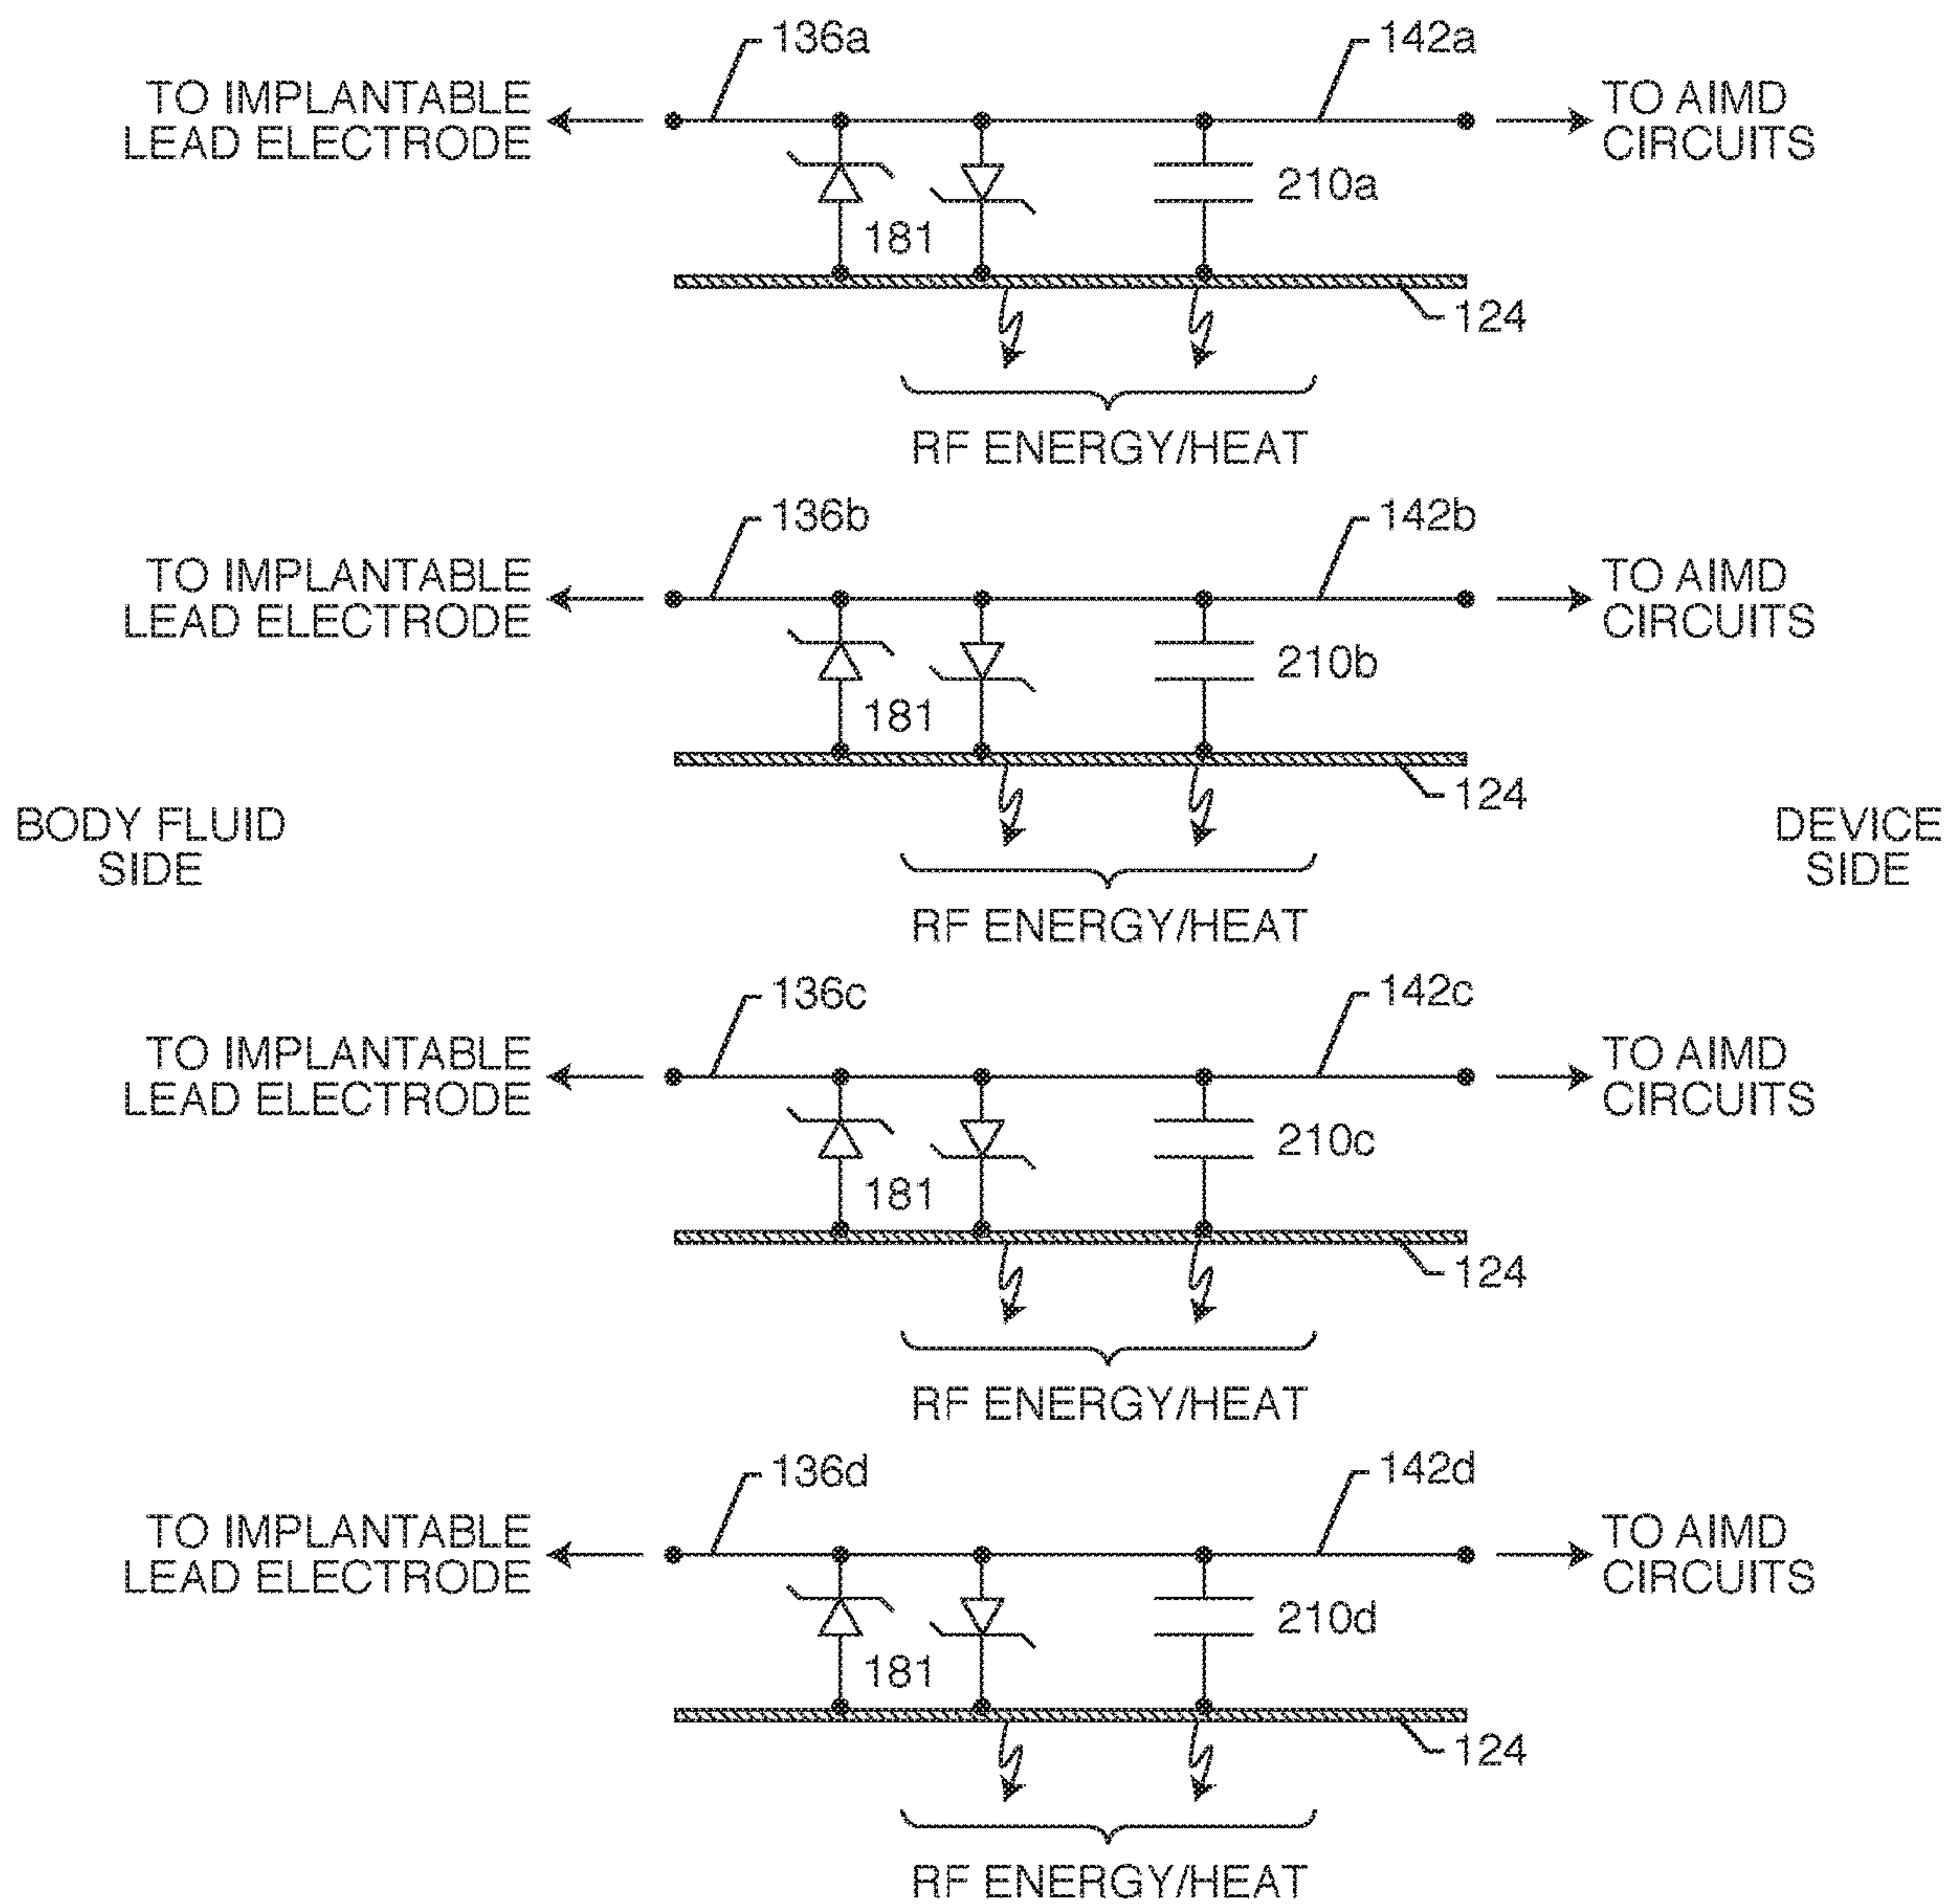 136a
142a
TO IMPLANTABLE
LEAD ELECTRODE
TO AIMD
CIRCUITS
210a
181
124
RF ENERGY/HEAT
136b
142b
TO IMPLANTABLE
LEAD ELECTRODE
TO AIMD
CIRCUITS
210b
181
124
BODY FLUID
SIDE
DEVICE
SIDE
RF ENERGY/HEAT
136c
142c
TO IMPLANTABLE
LEAD ELECTRODE
TO AIMD
CIRCUITS
210c
181
124
RF ENERGY/HEAT
136d
142d
TO IMPLANTABLE
LEAD ELECTRODE
TO AIMD
CIRCUITS
210d
181
124
RF ENERGY/HEAT